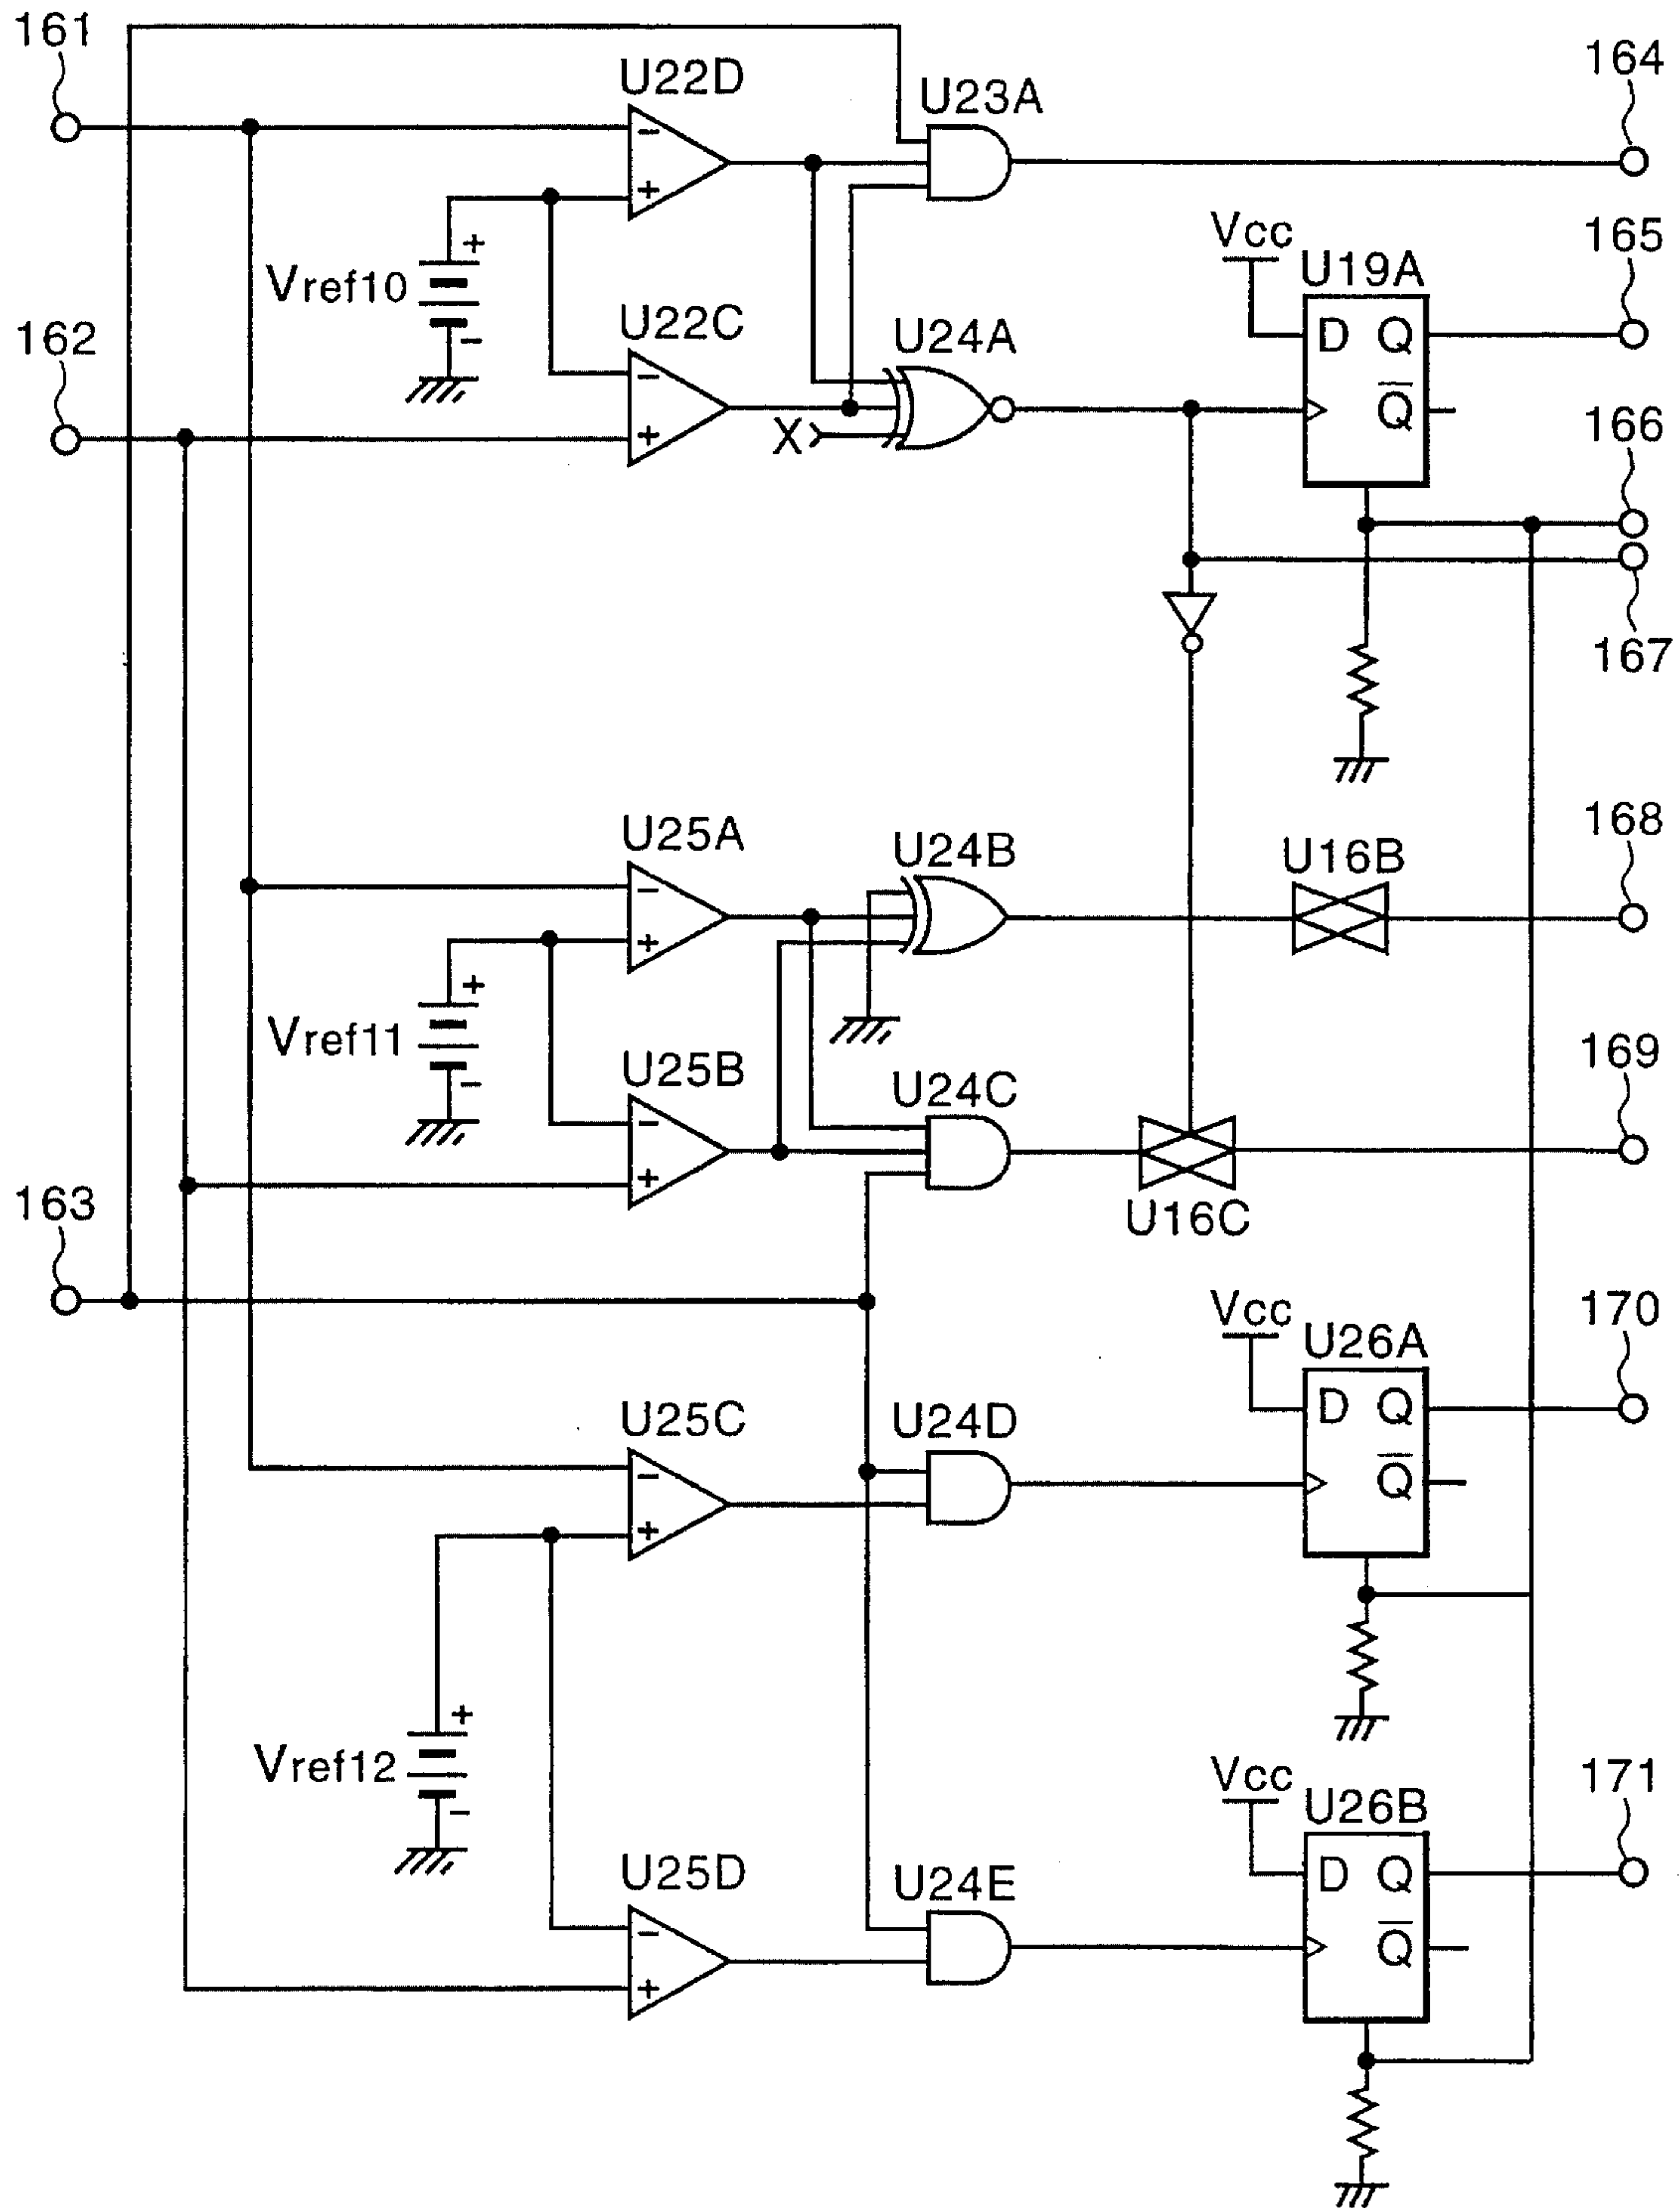 161
U22D
U23A
164
-
+
Vcc
165
U19A
+
Vref10
-
D Q
162
U22C
U24A
-
Q
166
+
X
167
U25A
U24B
U16B
168
-
+
+
Vref11
-
U25B
U24C
169
-
+
163
U16C
Vcc
170
U26A
U25C
U24D
D Q
-
Q
+
+
Vref12
-
Vcc
171
U26B
U25D
U24E
D Q
-
Q
+